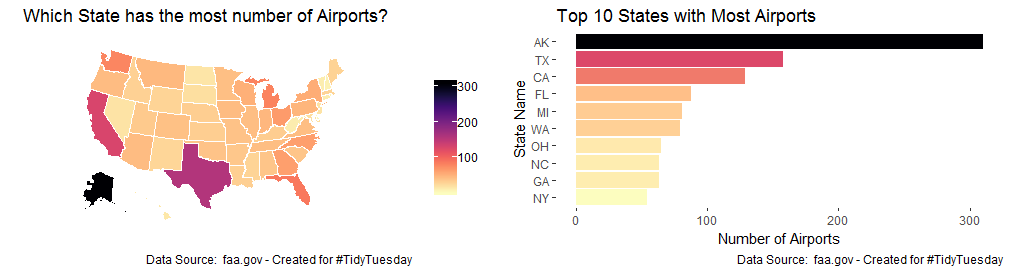 Which State has the most number of Airports?
300
200
100
Data Source:  faa.gov - Created for #TidyTuesday
Top 10 States with Most Airports
State Name
AK
TX
CA
FL
MI
WA
OH
NC
GA
NY
0 100 200 300
Number of Airports
Data Source:  faa.gov - Created for #TidyTuesday